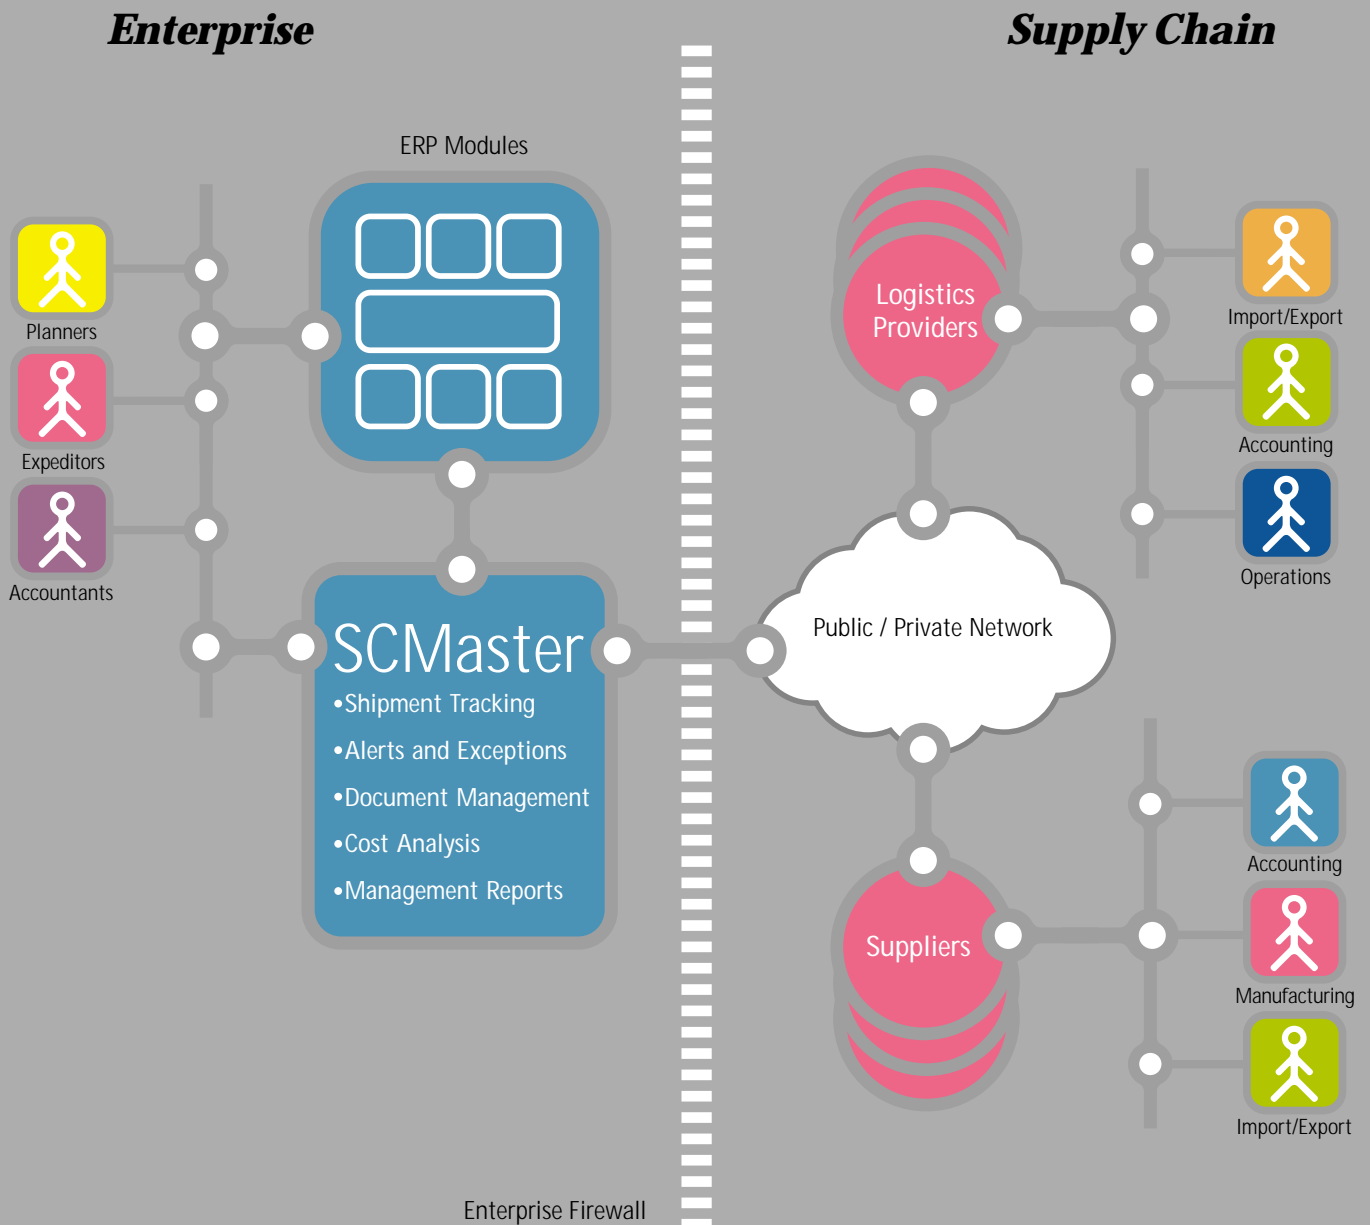 Enterprise
Supply Chain
ERP Modules
Planners
Expeditors
Accountants
SCMaster
•Shipment Tracking
•Alerts and Exceptions
•Document Management
•Cost Analysis
•Management Reports
Enterprise Firewall
Logistics
Providers
Import/Export
Accounting
Operations
Public / Private Network
Suppliers
Accounting
Manufacturing
Import/Export